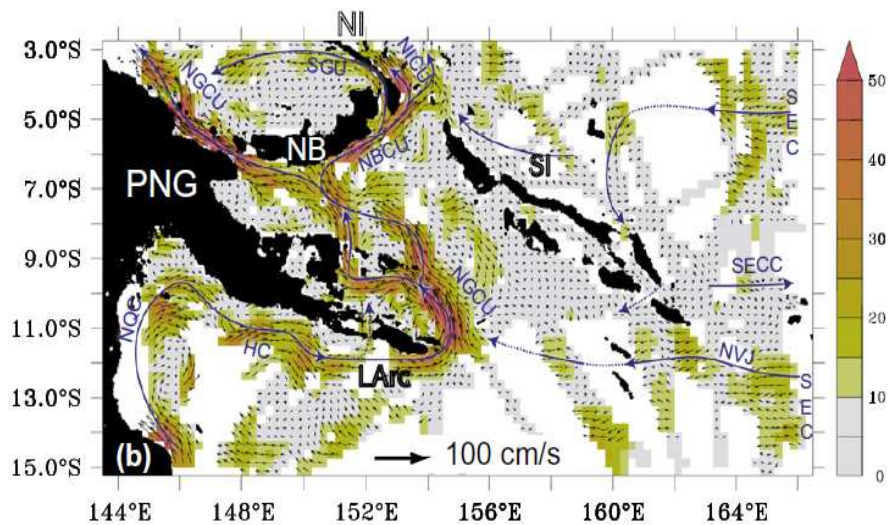 NI
3.0°S
5.0°S
7.0°S
9.0°S
11.0°S
13.0°S
15.0°S
NGCU
SGU
NICU
NB
NBCU
PNG
SI
SEC
SECC
NGCU
NQC
HC
LArc
NVJ
SEC
(b)
100 cm/s
144°E
148°E
152°E
156°E
160°E
164°E
50
40
30
20
10
0